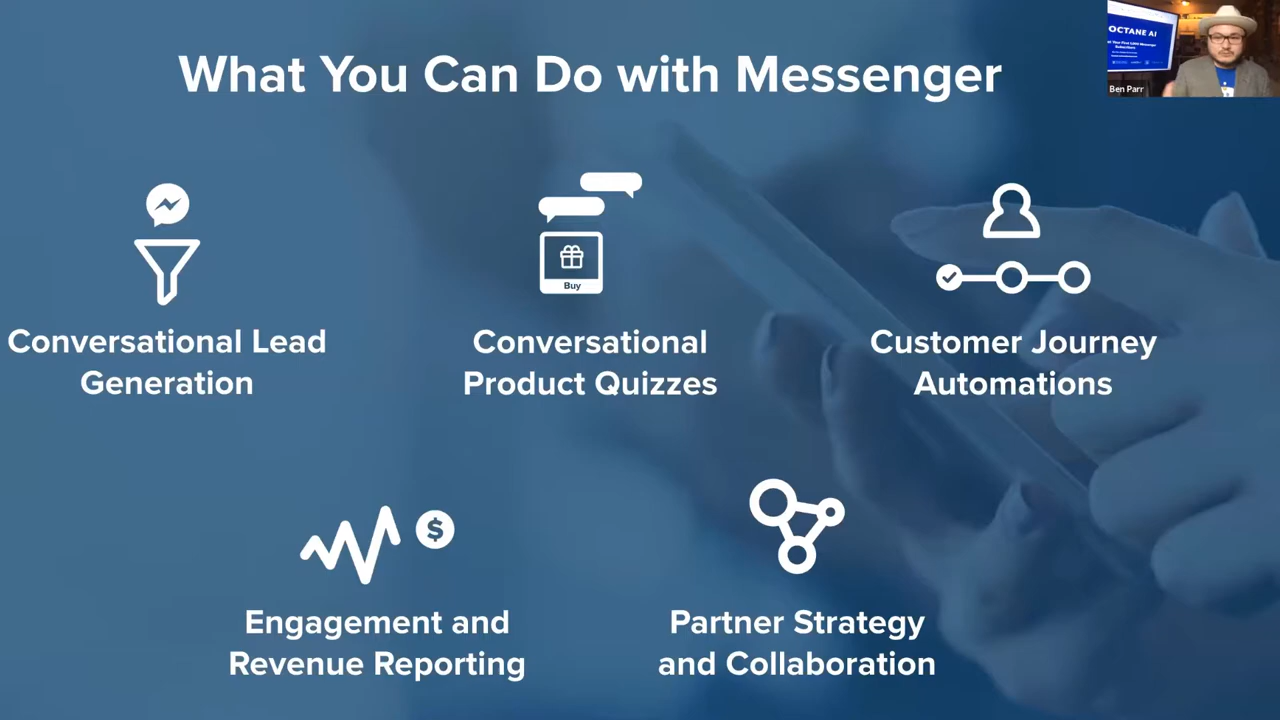 What You Can Do with Messenger
OCTANE AI
Ben Parr
Conversational Lead
Generation
Buy
Conversational
Product Quizzes
Customer Journey
Automations
$
Engagement and
Revenue Reporting
Partner Strategy
and Collaboration